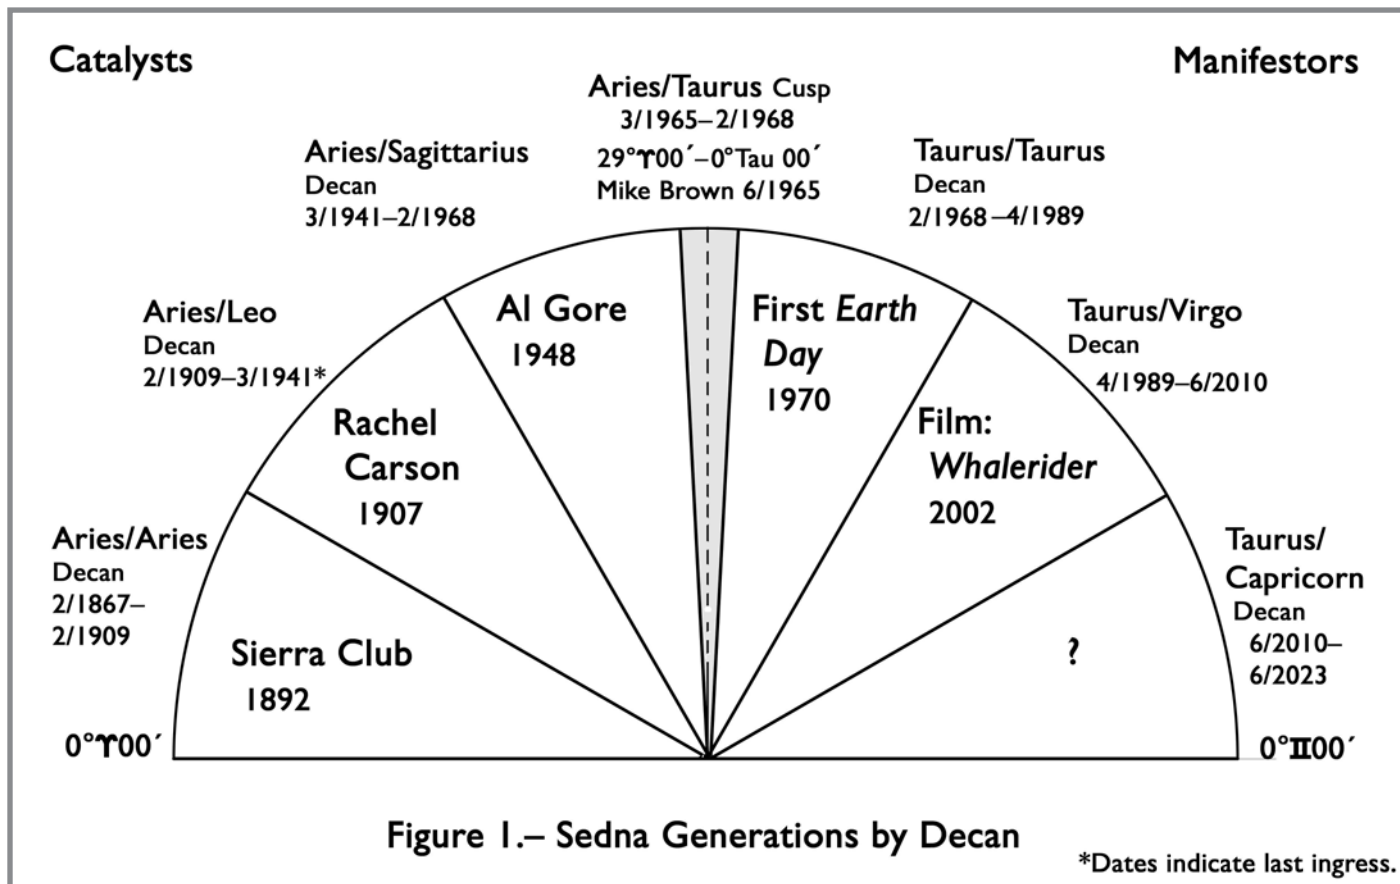 Catalysts
Manifestors
Aries/Taurus Cusp
3/1965–2/1968
29°♈00´–0°Tau 00´
Mike Brown 6/1965
Aries/Sagittarius
Decan
3/1941–2/1968
Taurus/Taurus
Decan
2/1968–4/1989
Aries/Leo
Decan
2/1909–3/1941*
Taurus/Virgo
Decan
4/1989–6/2010
Al Gore
1948
First Earth
Day
1970
Rachel
Carson
1907
Film:
Whalerider
2002
Aries/Aries
Decan
2/1867–
2/1909
Taurus/
Capricorn
Decan
6/2010–
6/2023
Sierra Club
1892
?
0°♈00´
0°♊00´
Figure 1.– Sedna Generations by Decan
*Dates indicate last ingress.